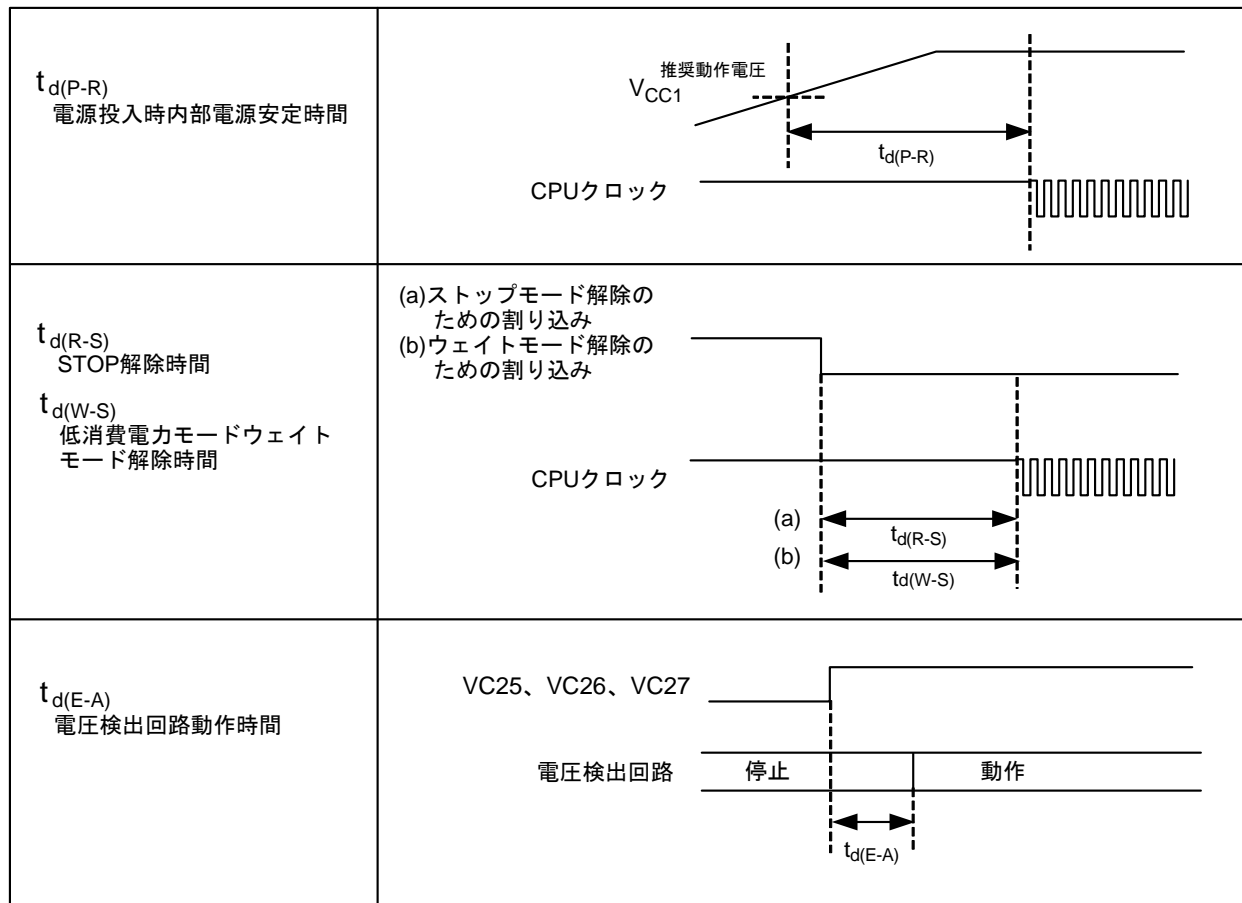 td(P-R)
電源投入時内部電源安定時間
推奨動作電圧
VCC1
td(P-R)
CPUクロック
td(R-S)
STOP解除時間
td(W-S)
低消費電力モードウェイト
モード解除時間
(a)ストップモード解除の
ための割り込み
(b)ウェイトモード解除の
ための割り込み
CPUクロック
(a)
td(R-S)
(b)
td(W-S)
td(E-A)
電圧検出回路動作時間
VC25、VC26、VC27
電圧検出回路
停止
動作
td(E-A)